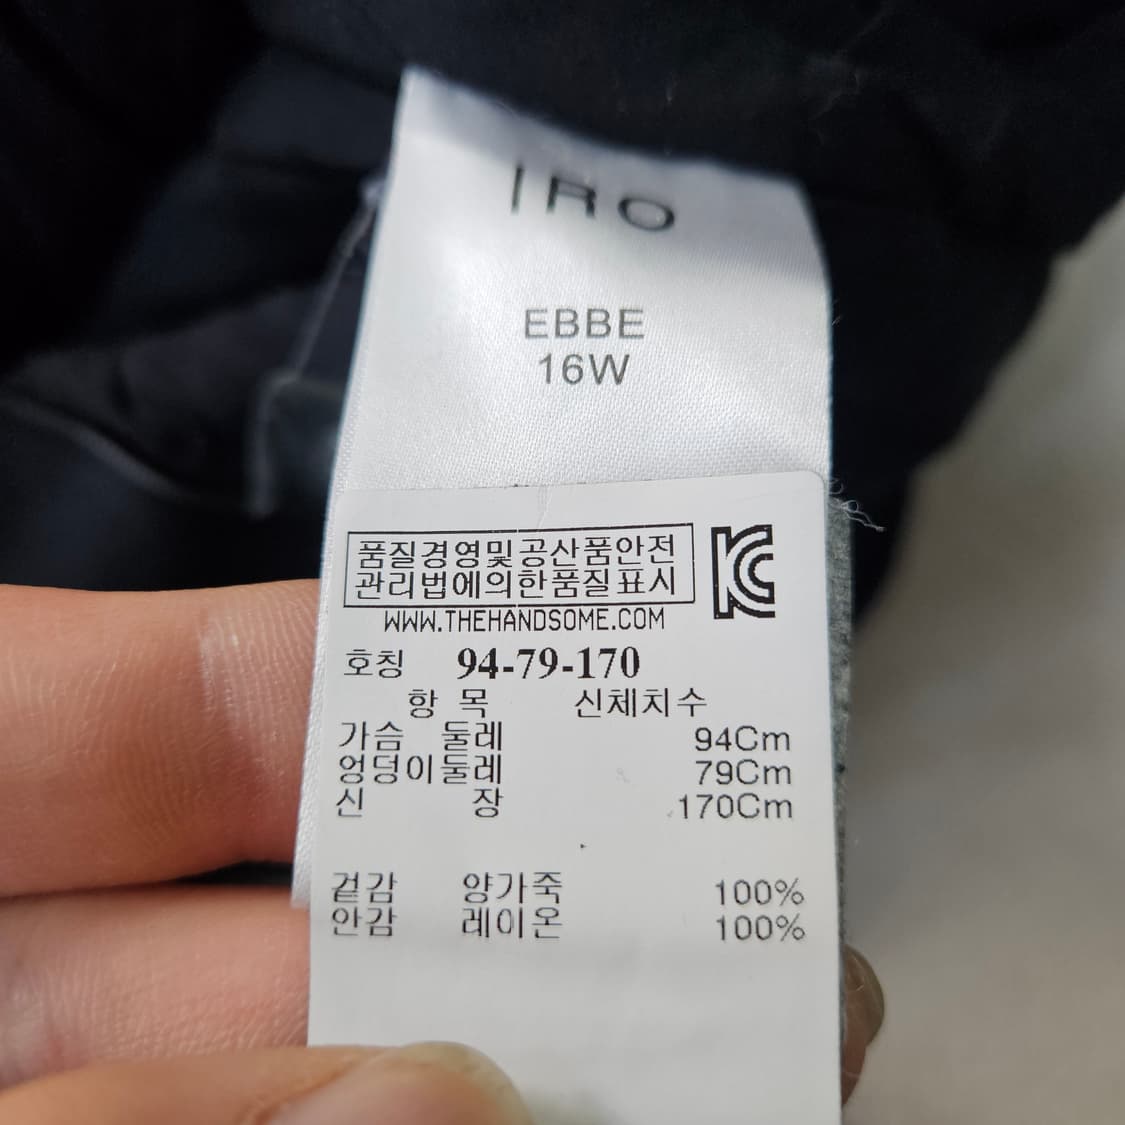 IRO
EBBE
16W
품질경영및공산품안전
관리법에의한품질표시
KC
WWW.THEHANDSOME.COM
호칭 94-79-170
항 목 신체치수
가슴 둘레 94Cm
엉덩이둘레 79Cm
신 장 170Cm
겉감 양가죽 100%
안감 레이온 100%